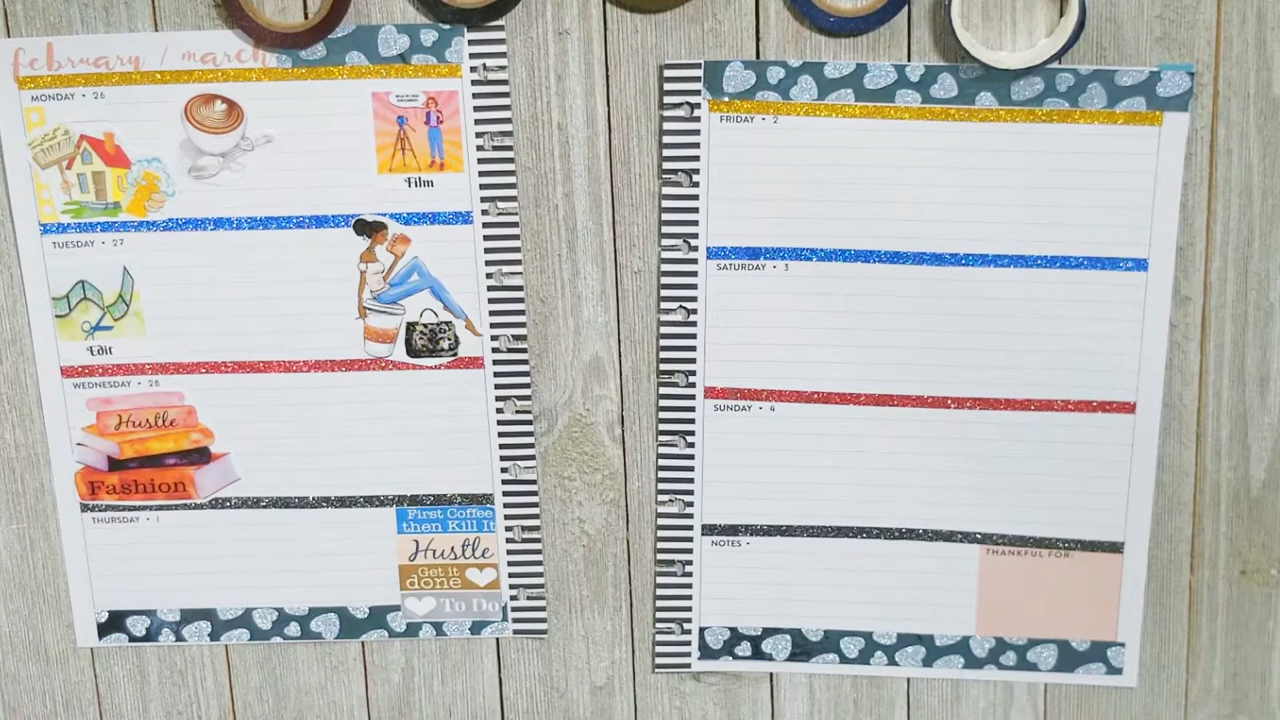 february / march
MONDAY • 26
Film
TUESDAY • 27
Edit
WEDNESDAY • 28
Hustle
Fashion
THURSDAY • 1
First Coffee
then Kill It
Hustle
Get it
done
To Do
FRIDAY • 2
SATURDAY • 3
SUNDAY • 4
NOTES •
THANKFUL FOR: